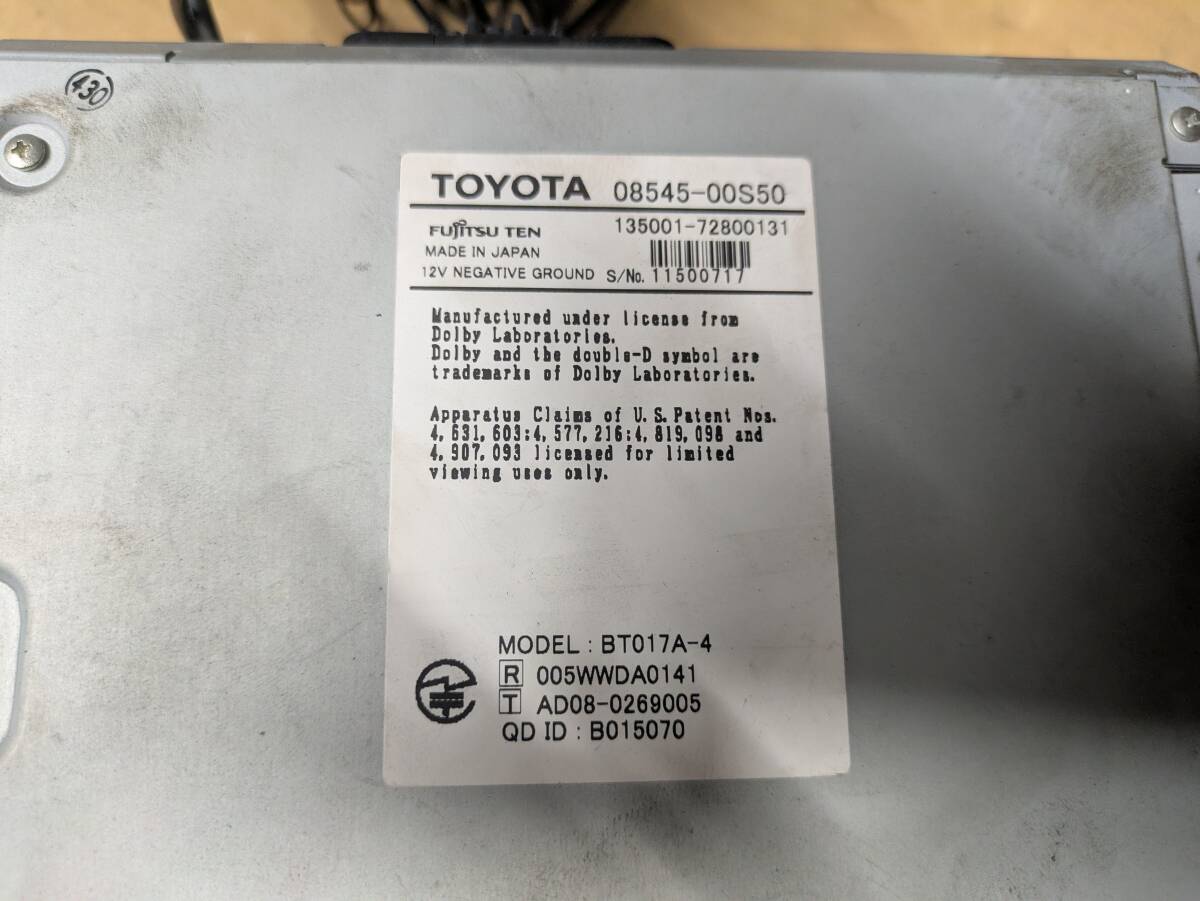 430
TOYOTA 08545-00S50
FUJITSU TEN 135001-72800131
MADE IN JAPAN
12V NEGATIVE GROUND S/No. 11500717
Manufactured under license from
Dolby Laboratories.
Dolby and the double-D symbol are
trademarks of Dolby Laboratories.
Apparatus Claims of U.S.Patent Nos.
4,631,603:4,577,216:4,819,098 and
4,907,093 licensed for limited
viewing uses only.
MODEL : BT017A-4
R 005WWDA0141
T AD08-0269005
QD ID : B015070